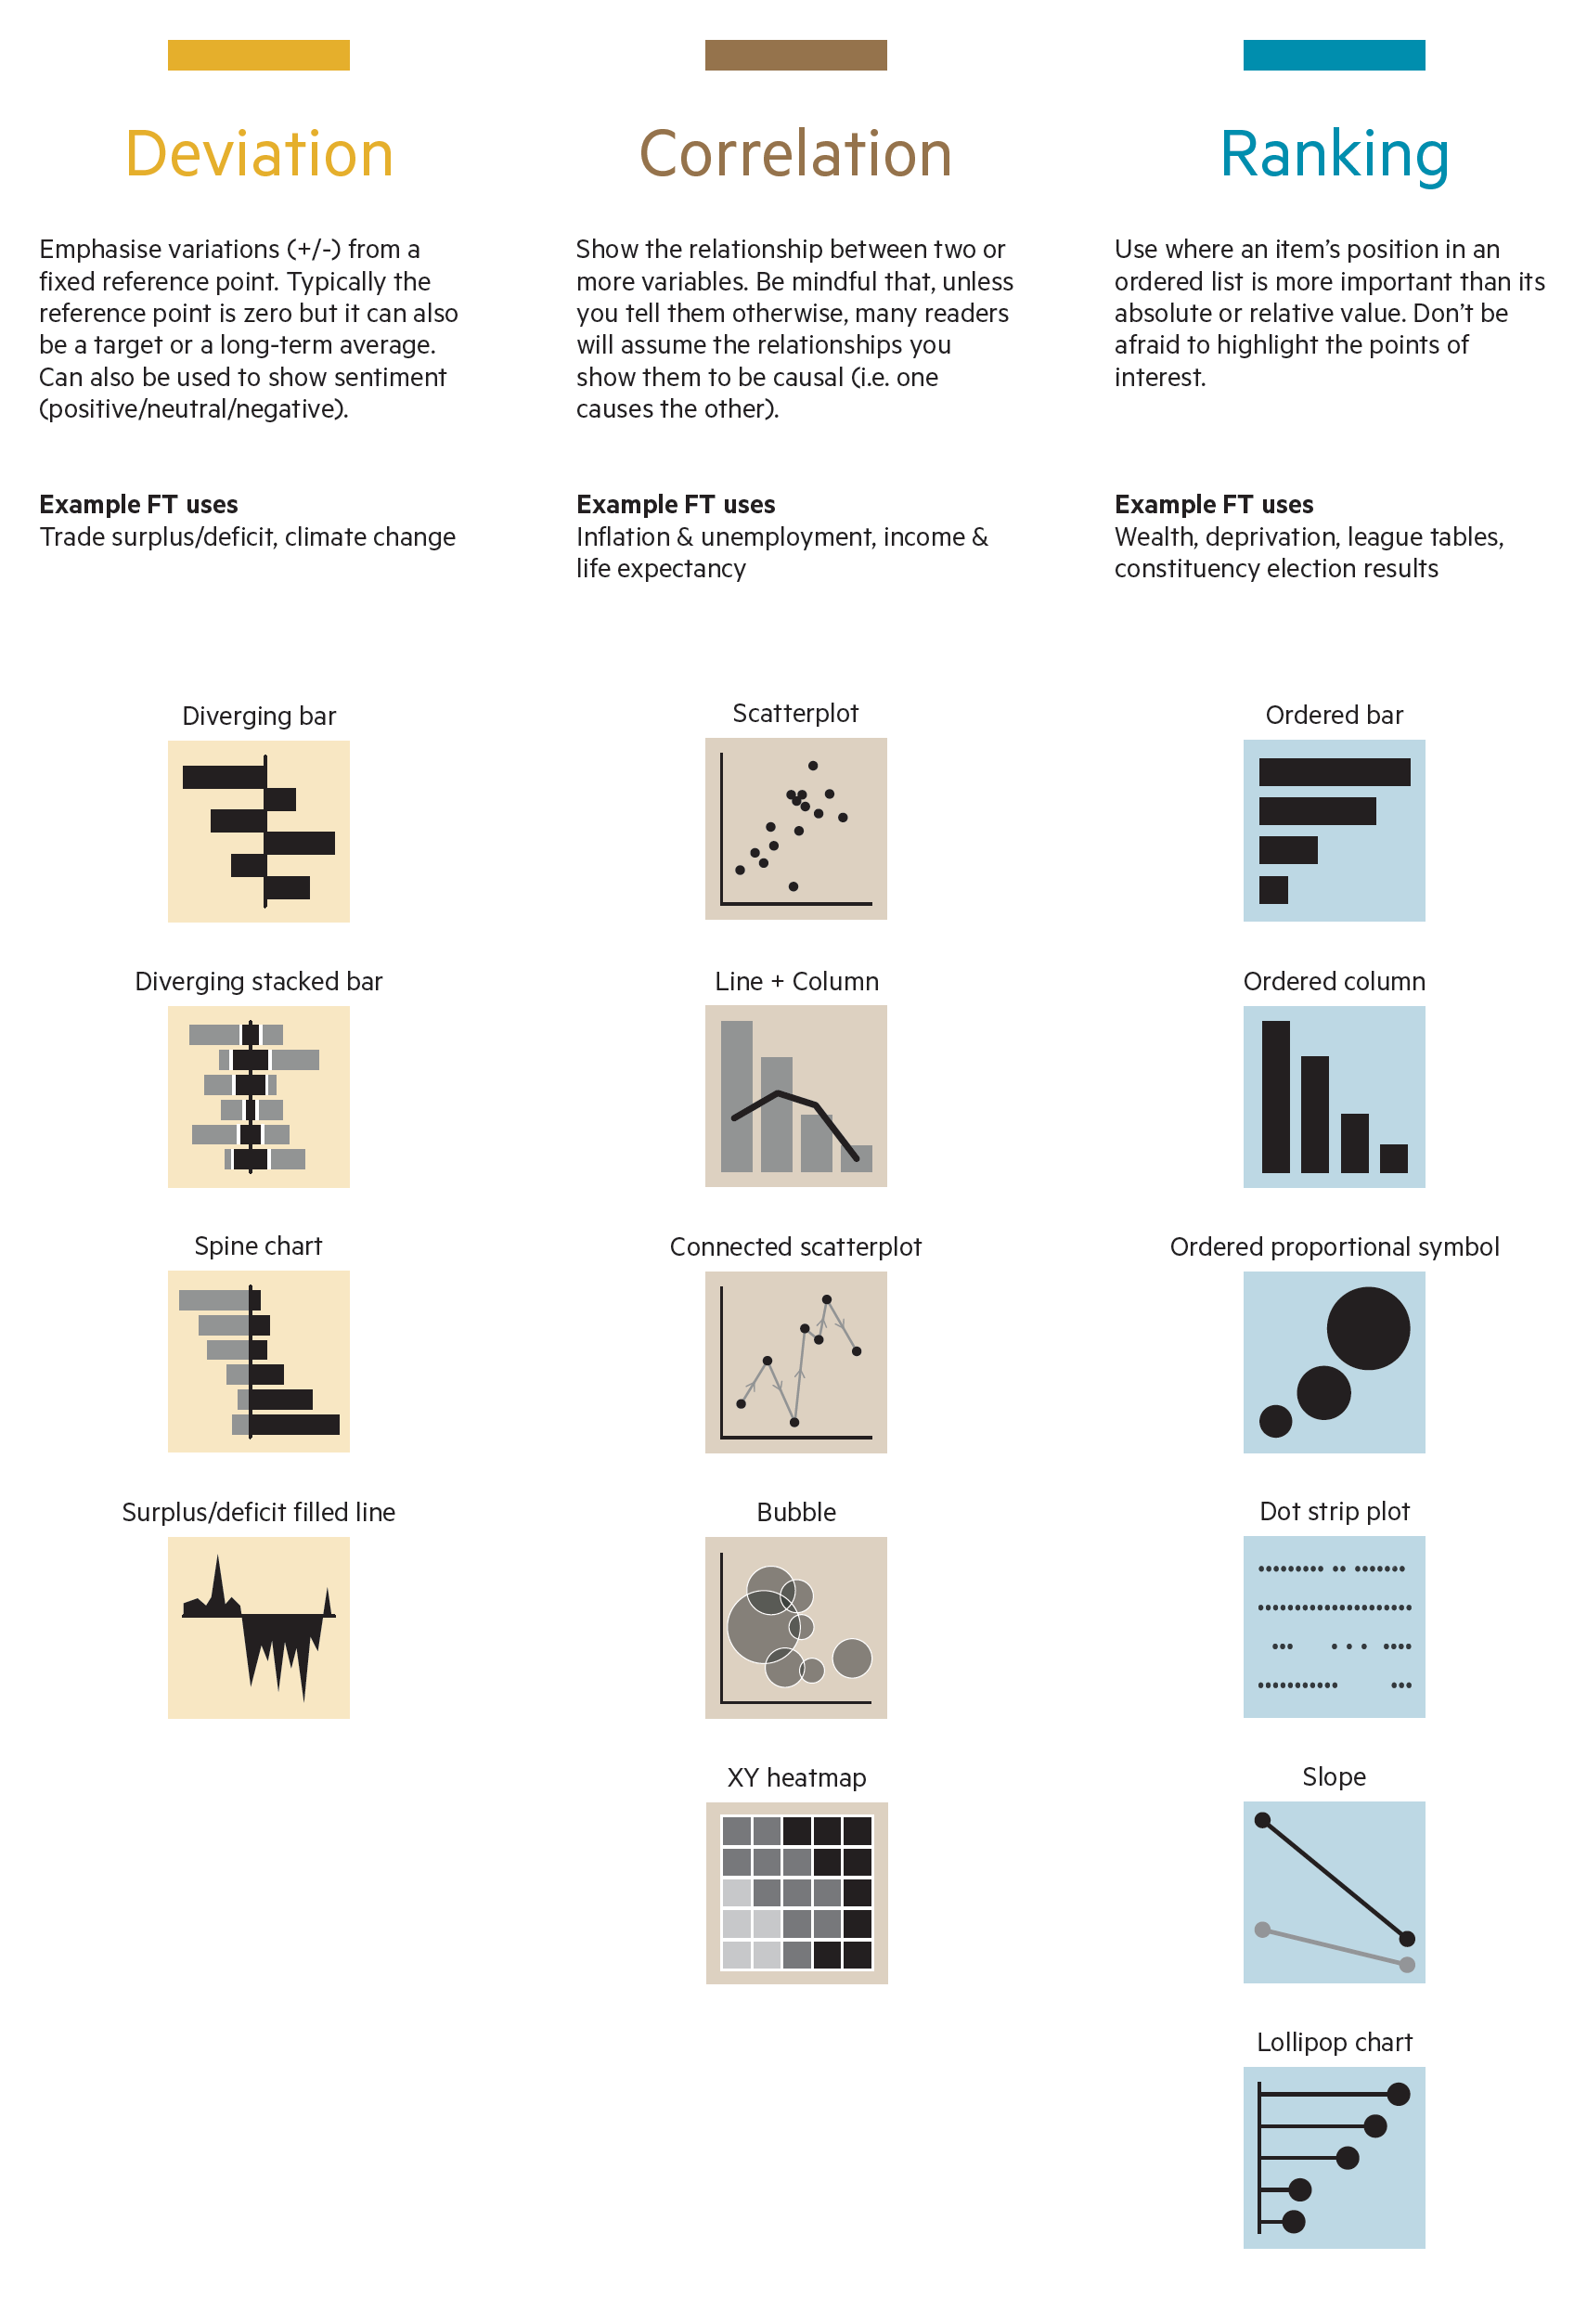 Deviation
Emphasise variations (+/-) from a
fixed reference point. Typically the
reference point is zero but it can also
be a target or a long-term average.
Can also be used to show sentiment
(positive/neutral/negative).
Example FT uses
Trade surplus/deficit, climate change
Diverging bar
Diverging stacked bar
Spine chart
Surplus/deficit filled line
Correlation
Show the relationship between two or
more variables. Be mindful that, unless
you tell them otherwise, many readers
will assume the relationships you
show them to be causal (i.e. one
causes the other).
Example FT uses
Inflation & unemployment, income &
life expectancy
Scatterplot
Line + Column
Connected scatterplot
Bubble
XY heatmap
Ranking
Use where an item’s position in an
ordered list is more important than its
absolute or relative value. Don’t be
afraid to highlight the points of
interest.
Example FT uses
Wealth, deprivation, league tables,
constituency election results
Ordered bar
Ordered column
Ordered proportional symbol
Dot strip plot
Slope
Lollipop chart